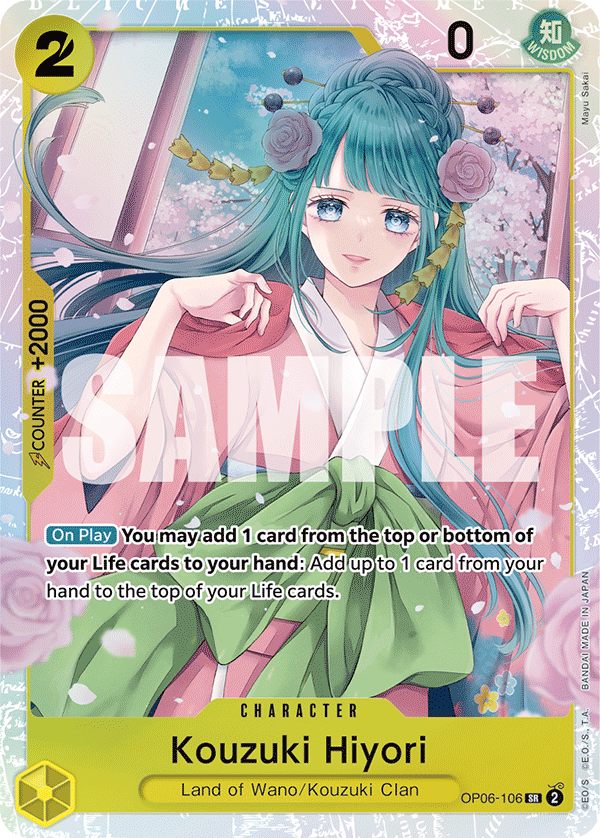 2
0
知
WISDOM
Mayu Sakai
COUNTER +2000
SAMPLE
On Play You may add 1 card from the top or bottom of
your Life cards to your hand: Add up to 1 card from your
hand to the top of your Life cards.
CHARACTER
Kouzuki Hiyori
Land of Wano/Kouzuki Clan
OP06-106 SR 2
©E.O/S ©E.O./S., T.A. BANDAI MADE IN JAPAN